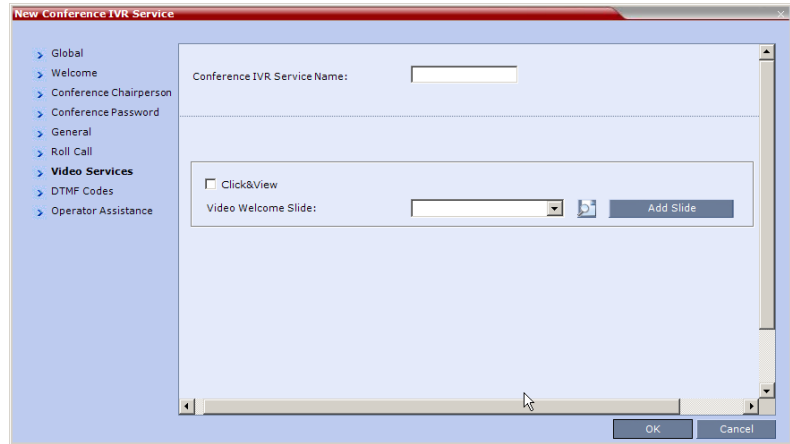 New Conference IVR Service
Global
Welcome
Conference Chairperson
Conference Password
General
Roll Call
Video Services
DTMF Codes
Operator Assistance
Conference IVR Service Name:
Click&View
Video Welcome Slide:
Add Slide
OK
Cancel